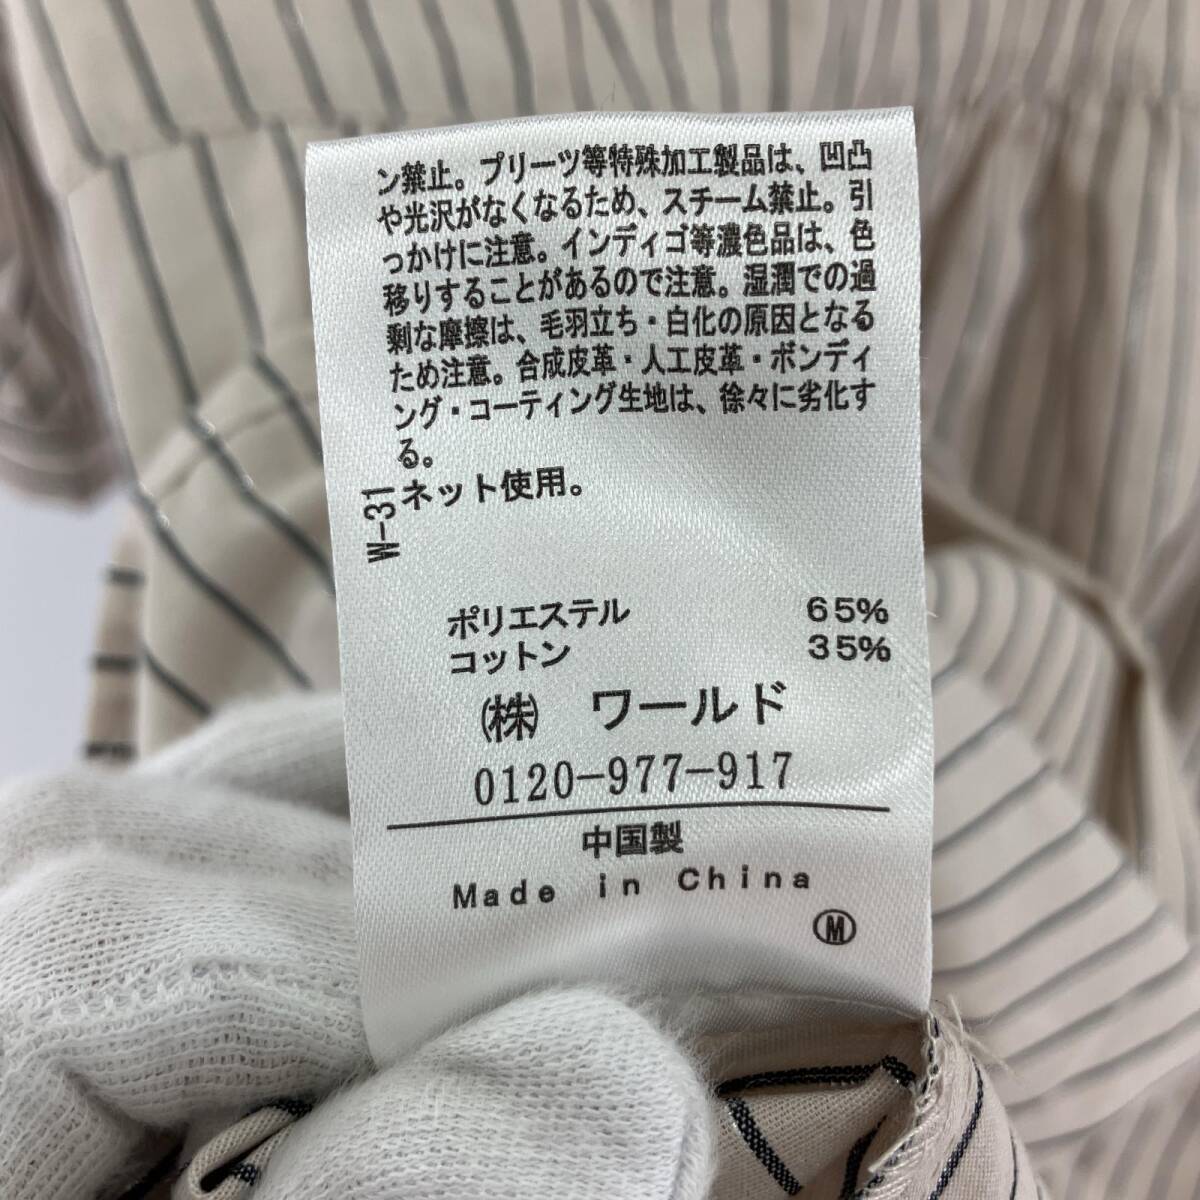 ン禁止。プリーツ等特殊加工製品は、凹凸
や光沢がなくなるため、スチーム禁止。引
っかけに注意。インディゴ等濃色品は、色
移りすることがあるので注意。湿潤での過
剰な摩擦は、毛羽立ち・白化の原因となる
ため注意。合成皮革・人工皮革・ボンディ
ング・コーティング生地は、徐々に劣化す
る。
ネット使用。
W-31
ポリエステル 65%
コットン 35%
(株) ワールド
0120-977-917
中国製
Made in China
Ⓜ